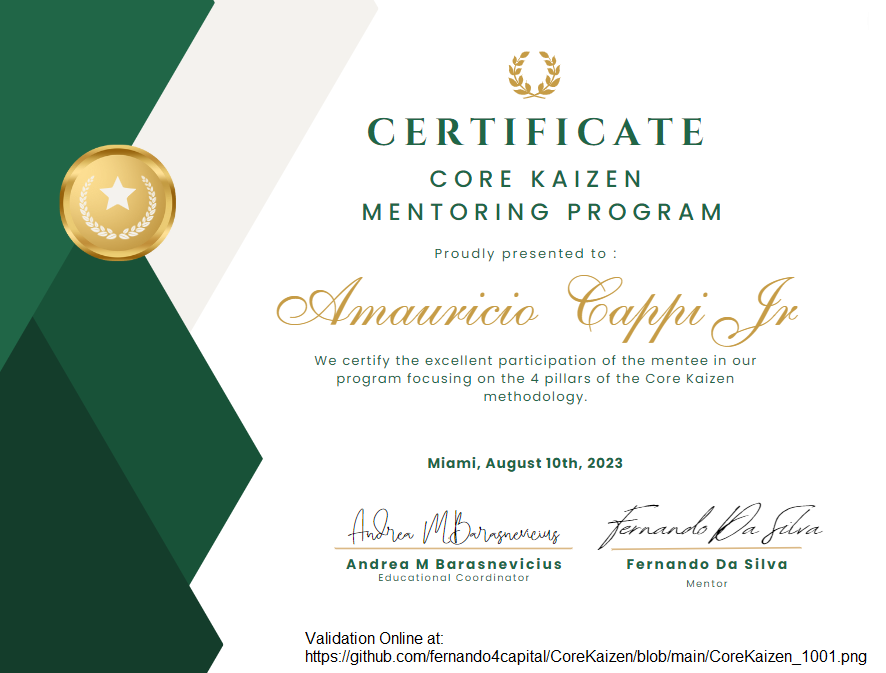 CERTIFICATE
CORE KAIZEN
MENTORING PROGRAM
Proudly presented to :
Amauricio Cappi Jr
We certify the excellent participation of the mentee in our
program focusing on the 4 pillars of the Core Kaizen
methodology.
Miami, August 10th, 2023
Andrea M Barasnevicius
Fernando Da Silva
Andrea M Barasnevicius
Educational Coordinator
Fernando Da Silva
Mentor
Validation Online at:
https://github.com/fernando4capital/CoreKaizen/blob/main/CoreKaizen_1001.png